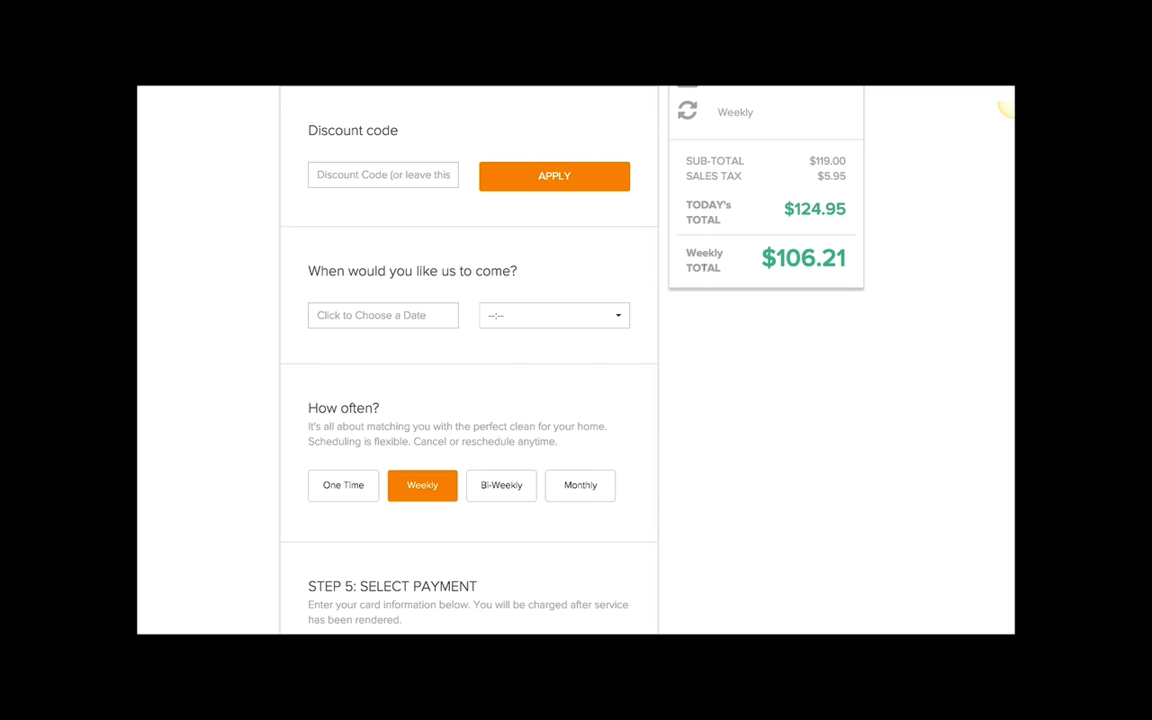 Discount code
Discount Code (or leave this
APPLY
When would you like us to come?
Click to Choose a Date
--:--
How often?
It's all about matching you with the perfect clean for your home.
Scheduling is flexible. Cancel or reschedule anytime.
One Time
Weekly
Bi-Weekly
Monthly
STEP 5: SELECT PAYMENT
Enter your card information below. You will be charged after service
has been rendered.
Weekly
SUB-TOTAL $119.00
SALES TAX $5.95
TODAY's
TOTAL
$124.95
Weekly
TOTAL
$106.21